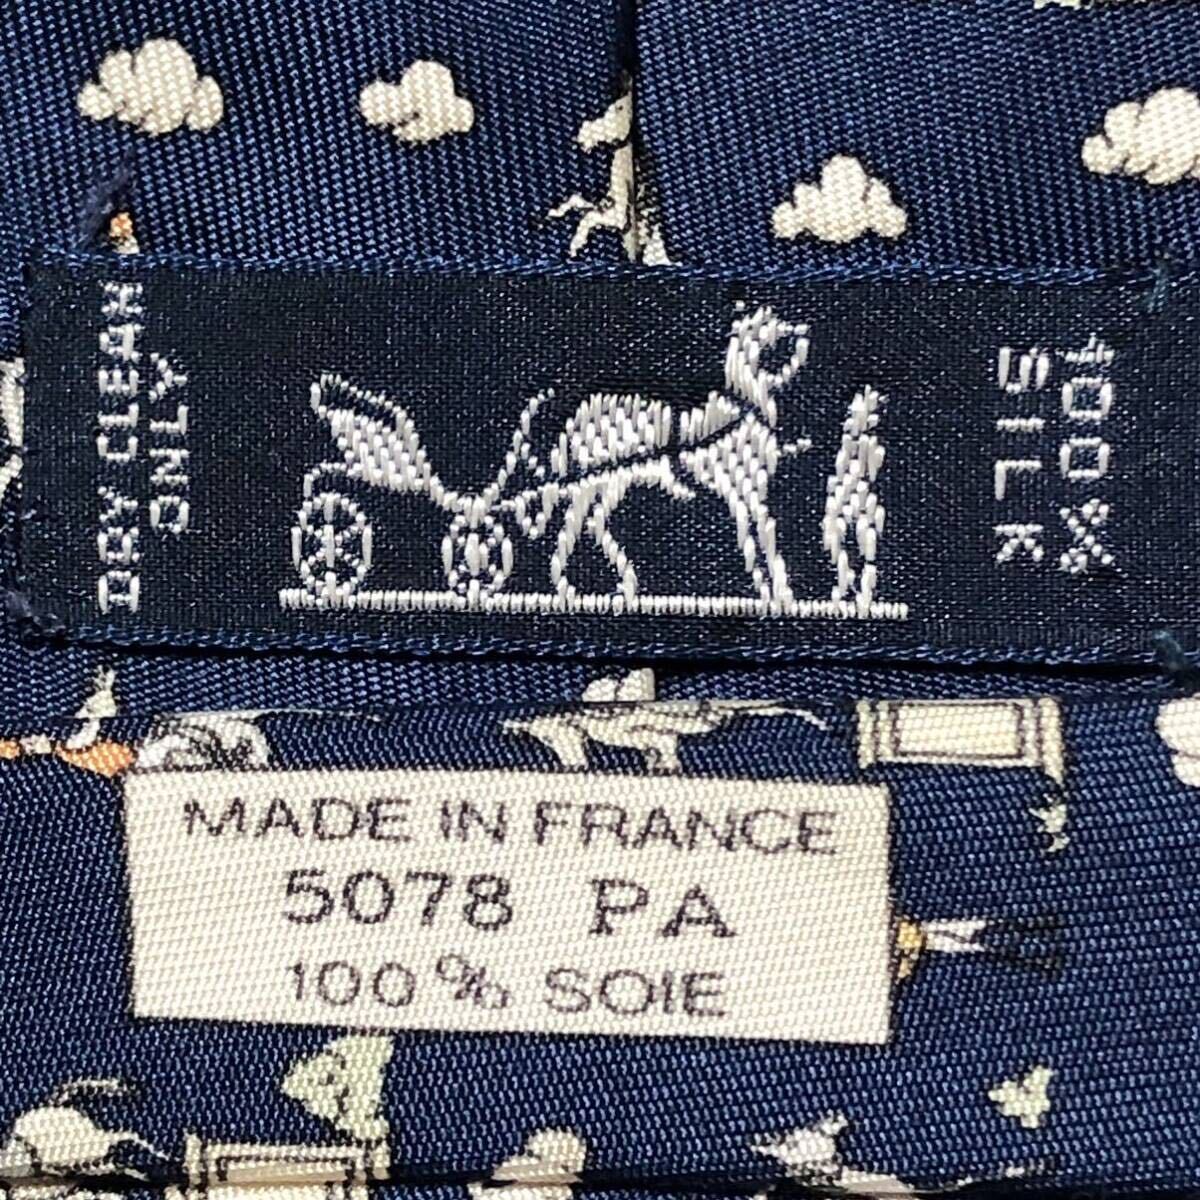 DRY CLEAN
ONLY
100%
SILK
MADE IN FRANCE
5078 PA
100% SOIE